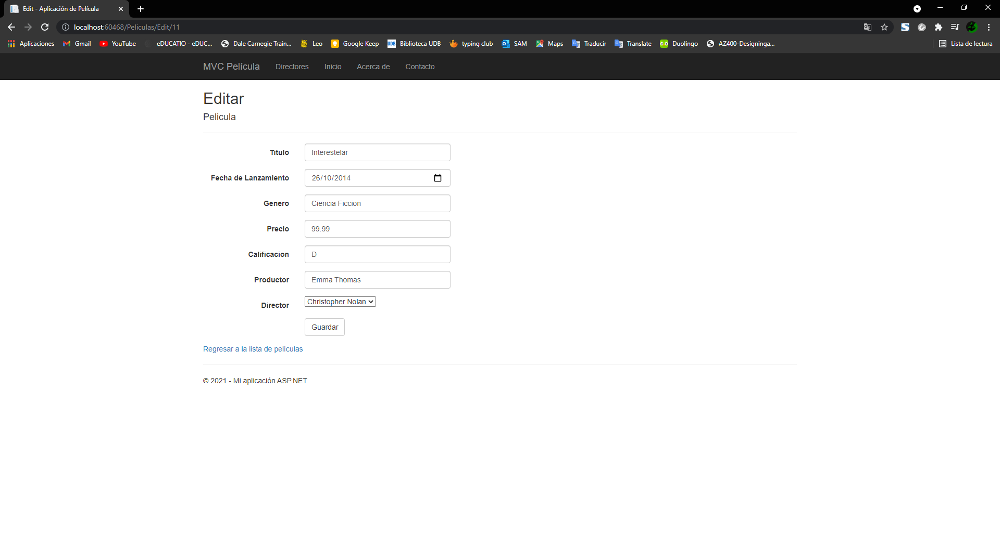 Edit - Aplicación de Película
localhost:60468/Peliculas/Edit/11
Aplicaciones Gmail YouTube eDUCATIO - eDUC... Dale Carnegie Train... Leo Google Keep UDB Biblioteca UDB typing club SAM Maps Traducir Translate Duolingo AZ400-Designinga... Lista de lectura
MVC Película Directores Inicio Acerca de Contacto
Editar
Pelicula
Titulo Interestelar
Fecha de Lanzamiento 26/10/2014
Genero Ciencia Ficcion
Precio 99.99
Calificacion D
Productor Emma Thomas
Director Christopher Nolan
Guardar
Regresar a la lista de películas
© 2021 - Mi aplicación ASP.NET